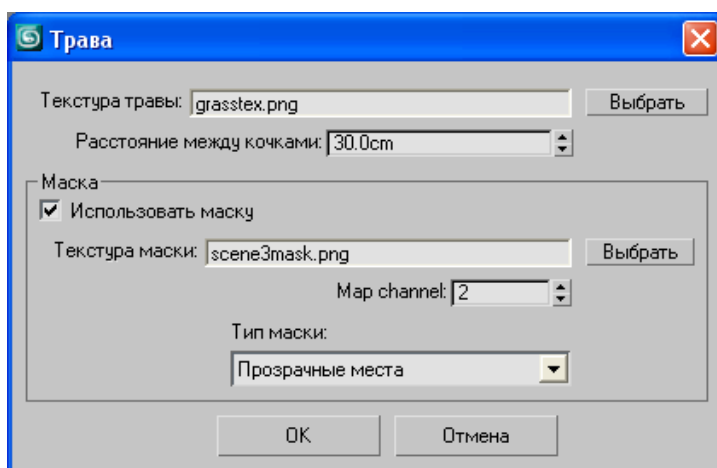 Трава
Текстура травы: grasstex.png Выбрать
Расстояние между кочками: 30.0cm
Маска
Использовать маску
Текстура маски: scene3mask.png Выбрать
Map channel: 2
Тип маски:
Прозрачные места
OK Отмена